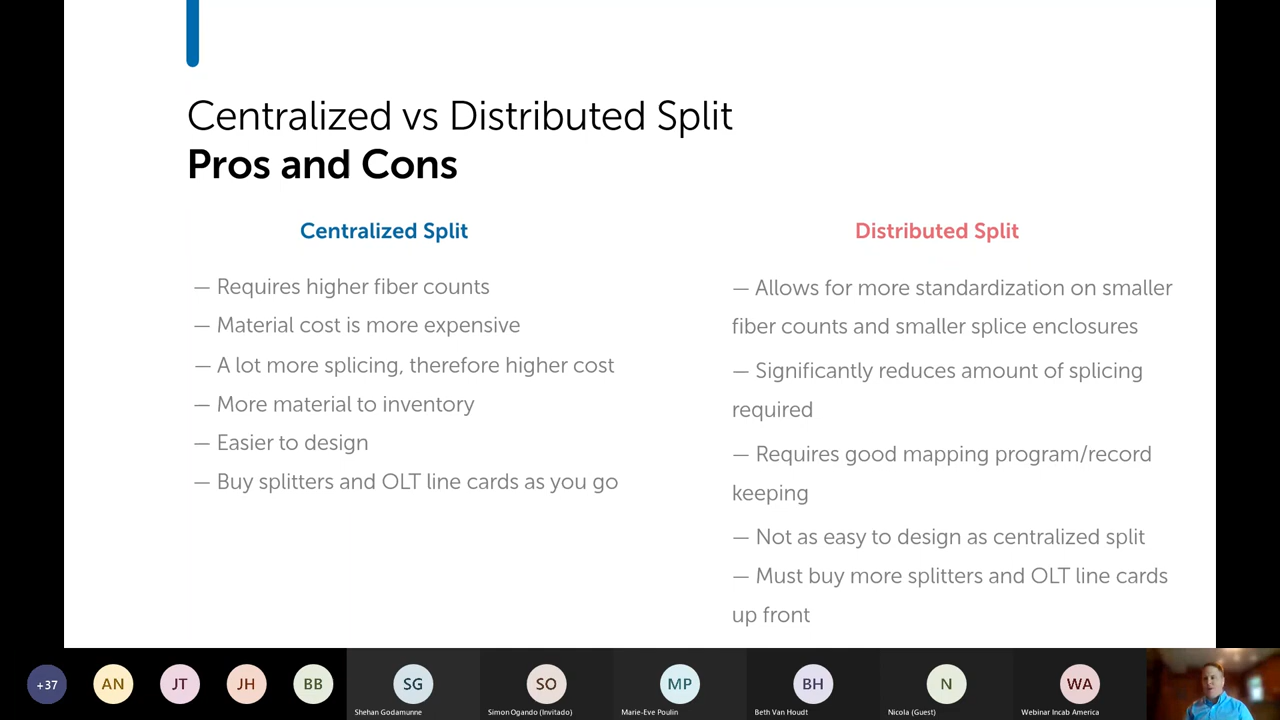 Centralized vs Distributed Split
Pros and Cons
Centralized Split
— Requires higher fiber counts
— Material cost is more expensive
— A lot more splicing, therefore higher cost
— More material to inventory
— Easier to design
— Buy splitters and OLT line cards as you go
Distributed Split
— Allows for more standardization on smaller
fiber counts and smaller splice enclosures
— Significantly reduces amount of splicing
required
— Requires good mapping program/record
keeping
— Not as easy to design as centralized split
— Must buy more splitters and OLT line cards
up front
+37
AN
JT
JH
BB
SG
Shehan Godamunne
SO
Simon Ogando (Invitado)
MP
Marie-Eve Poulin
BH
Beth Van Houdt
N
Nicola (Guest)
WA
Webinar Incab America